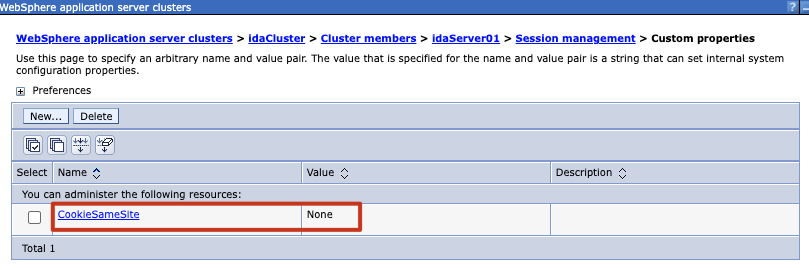 WebSphere application server clusters
?
WebSphere application server clusters > idaCluster > Cluster members > idaServer01 > Session management > Custom properties
Use this page to specify an arbitrary name and value pair. The value that is specified for the name and value pair is a string that can set internal system
configuration properties.
Preferences
New... Delete
Select Name Value Description
You can administer the following resources:
CookieSameSite None
Total 1